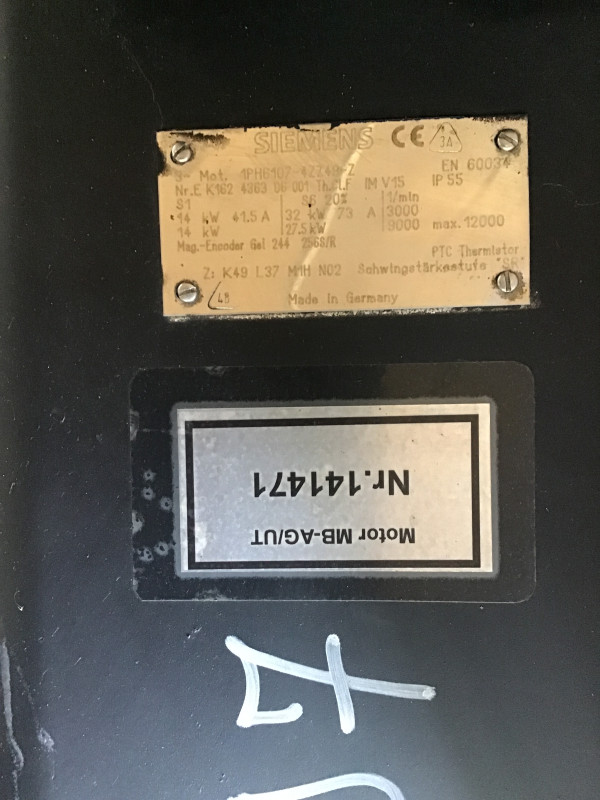 SIEMENS CE
EN 60034
3~ Mot. 1PH6107-4ZZ49-Z
Nr.E K162 4363 06 001 Th.Cl.F IM V15 IP 55
S1 S6 20% 1/min
14 kW 41.5 A 32 kW 73 A 3000
14 kW 27.5 kW 9000 max. 12000
Mag.-Encoder Gel 244 256S/R
PTC Thermistor
Z: K49 L37 M1H N02 Schwingstärkestufe "SR"
48 Made in Germany
Nr.141471
Motor MB-AG/UT